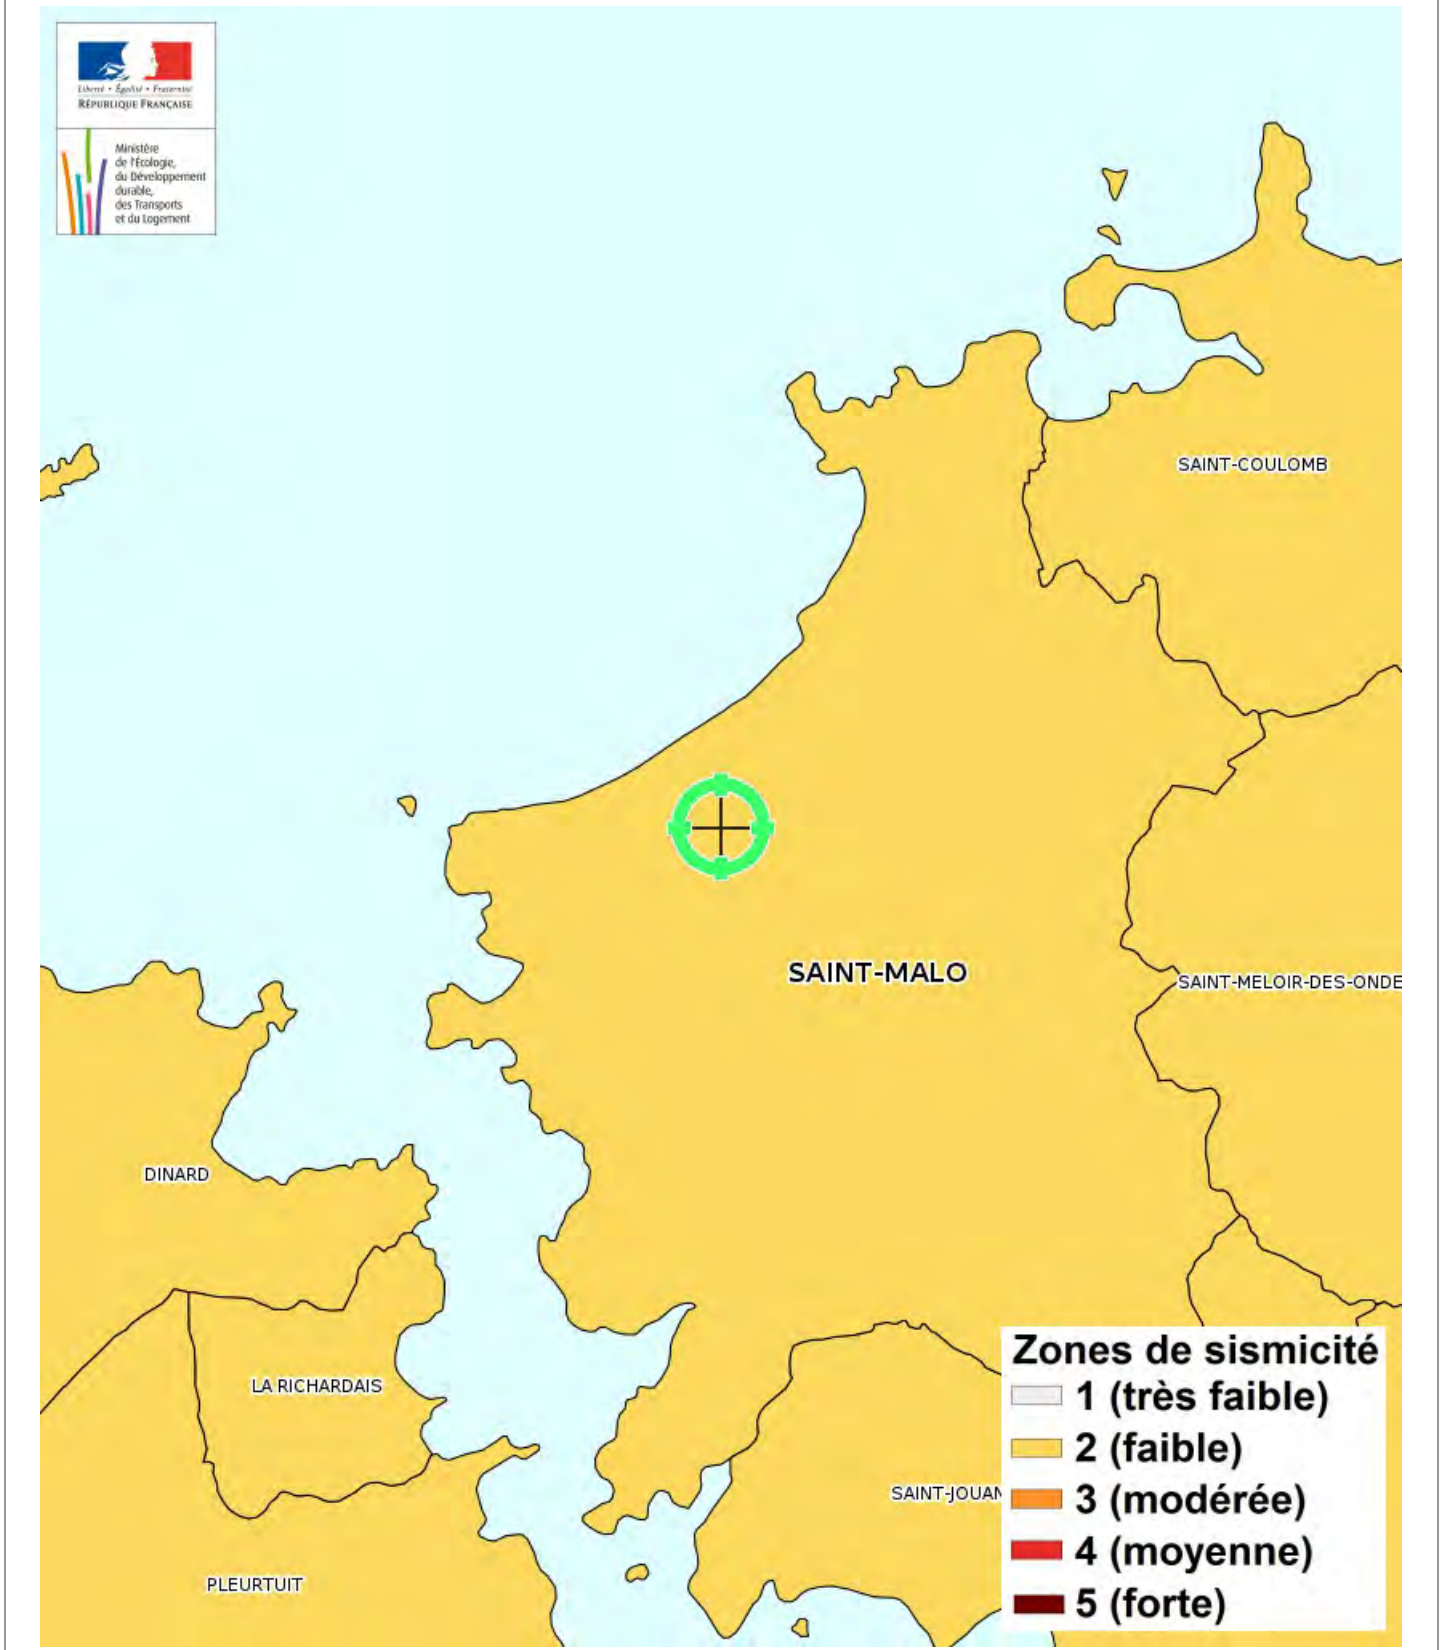 Liberté • Égalité • Fraternité
RÉPUBLIQUE FRANÇAISE
Ministère
de l'Écologie,
du Développement
durable,
des Transports
et du Logement
SAINT-COULOMB
SAINT-MALO
SAINT-MELOIR-DES-ONDE
DINARD
LA RICHARDAIS
SAINT-JOUAN
PLEURTUIT
Zones de sismicité
1 (très faible)
2 (faible)
3 (modérée)
4 (moyenne)
5 (forte)